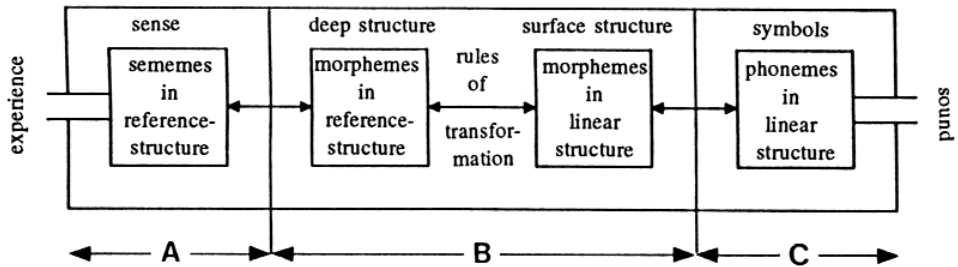 experience
sense
sememes
in
reference-
structure
deep structure
morphemes
in
reference-
structure
rules
of
transfor-
mation
surface structure
morphemes
in
linear
structure
symbols
phonemes
in
linear
structure
sound
A
B
C